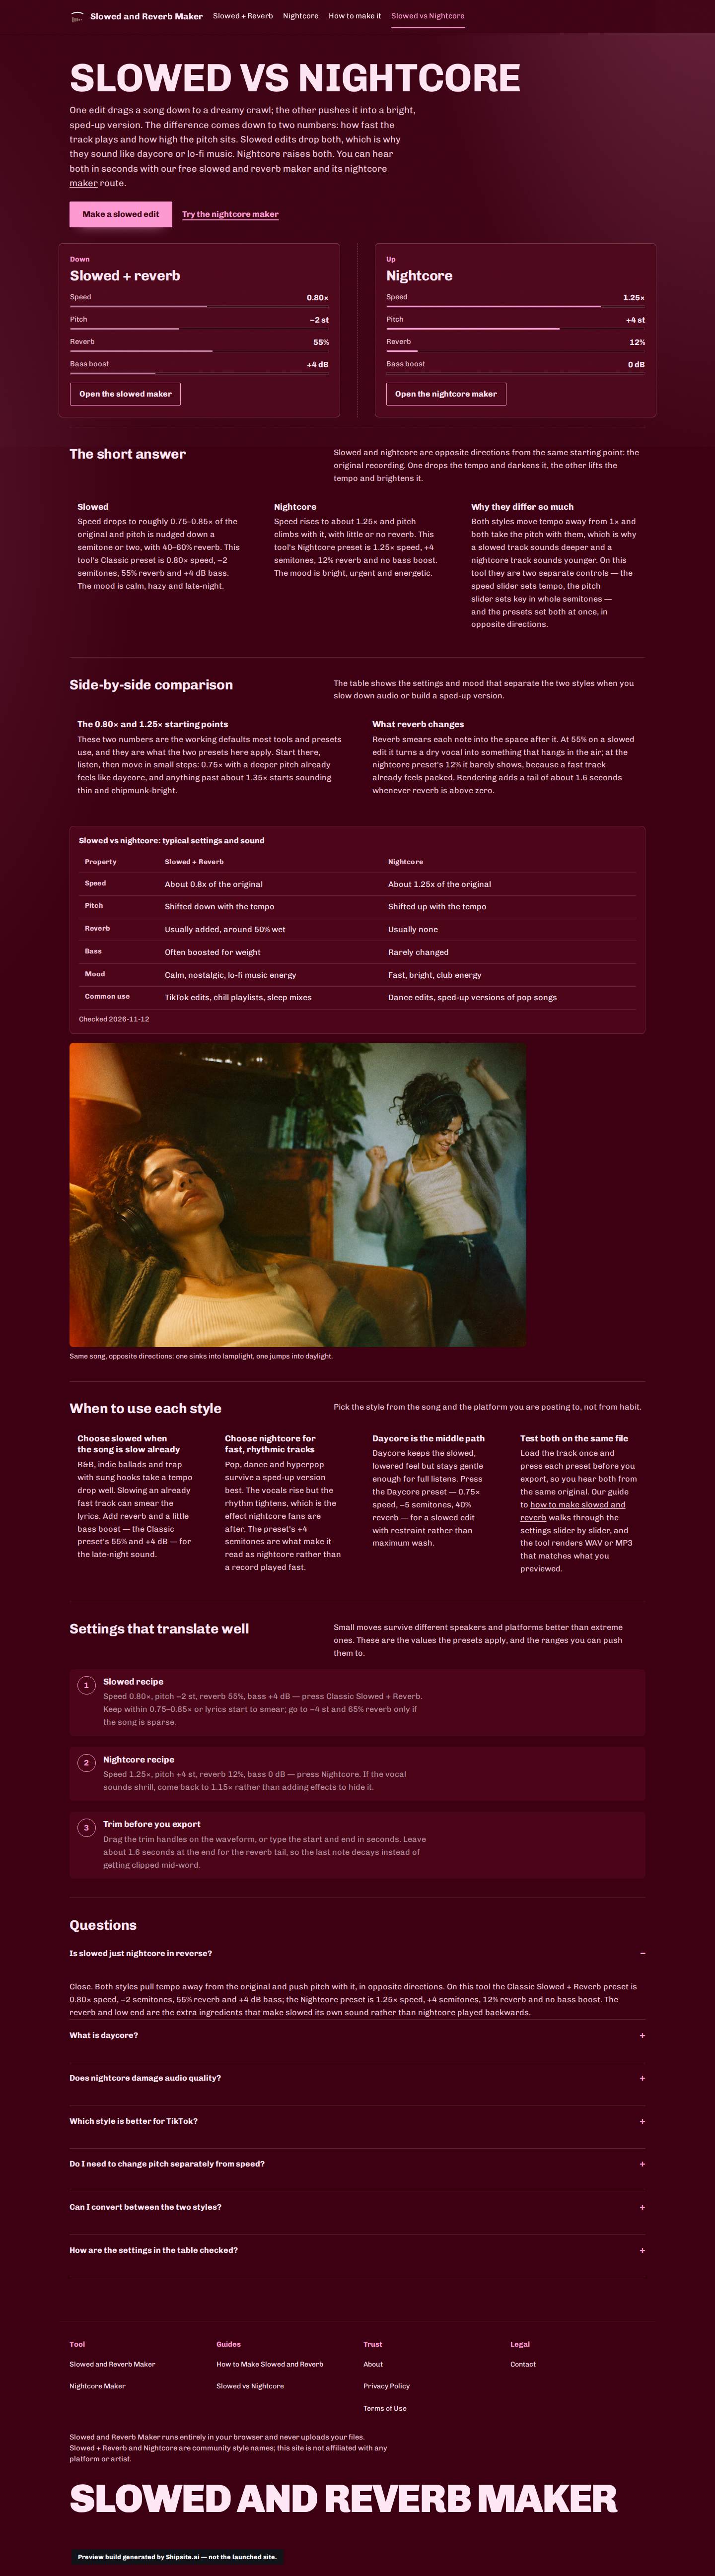 Slowed and Reverb Maker
Slowed + Reverb
Nightcore
How to make it
Slowed vs Nightcore
SLOWED VS NIGHTCORE
One edit drags a song down to a dreamy crawl; the other pushes it into a bright,
sped-up version. The difference comes down to two numbers: how fast the
track plays and how high the pitch sits. Slowed edits drop both, which is why
they sound like daycore or lo-fi music. Nightcore raises both. You can hear
both in seconds with our free slowed and reverb maker and its nightcore
maker route.
Make a slowed edit
Try the nightcore maker
Down
Slowed + reverb
Speed 0.80×
Pitch −2 st
Reverb 55%
Bass boost +4 dB
Open the slowed maker
Up
Nightcore
Speed 1.25×
Pitch +4 st
Reverb 12%
Bass boost 0 dB
Open the nightcore maker
The short answer
Slowed and nightcore are opposite directions from the same starting point: the
original recording. One drops the tempo and darkens it, the other lifts the
tempo and brightens it.
Slowed
Speed drops to roughly 0.75–0.85× of the
original and pitch is nudged down a
semitone or two, with 40–60% reverb. This
tool's Classic preset is 0.80× speed, −2
semitones, 55% reverb and +4 dB bass.
The mood is calm, hazy and late-night.
Nightcore
Speed rises to about 1.25× and pitch
climbs with it, with little or no reverb. This
tool's Nightcore preset is 1.25× speed, +4
semitones, 12% reverb and no bass boost.
The mood is bright, urgent and energetic.
Why they differ so much
Both styles move tempo away from 1× and
both take the pitch with them, which is why
a slowed track sounds deeper and a
nightcore track sounds younger. On this
tool they are two separate controls — the
speed slider sets tempo, the pitch
slider sets key in whole semitones —
and the presets set both at once, in
opposite directions.
Side-by-side comparison
The table shows the settings and mood that separate the two styles when you
slow down audio or build a sped-up version.
The 0.80× and 1.25× starting points
These two numbers are the working defaults most tools and presets
use, and they are what the two presets here apply. Start there,
listen, then move in small steps: 0.75× with a deeper pitch already
feels like daycore, and anything past about 1.35× starts sounding
thin and chipmunk-bright.
What reverb changes
Reverb smears each note into the space after it. At 55% on a slowed
edit it turns a dry vocal into something that hangs in the air; at the
nightcore preset's 12% it barely shows, because a fast track
already feels packed. Rendering adds a tail of about 1.6 seconds
whenever reverb is above zero.
Slowed vs nightcore: typical settings and sound
Property Slowed + Reverb Nightcore
Speed About 0.8x of the original About 1.25x of the original
Pitch Shifted down with the tempo Shifted up with the tempo
Reverb Usually added, around 50% wet Usually none
Bass Often boosted for weight Rarely changed
Mood Calm, nostalgic, lo-fi music energy Fast, bright, club energy
Common use TikTok edits, chill playlists, sleep mixes Dance edits, sped-up versions of pop songs
Checked 2026-11-12
Same song, opposite directions: one sinks into lamplight, one jumps into daylight.
When to use each style
Pick the style from the song and the platform you are posting to, not from habit.
Choose slowed when
the song is slow already
R&B, indie ballads and trap
with sung hooks take a tempo
drop well. Slowing an already
fast track can smear the
lyrics. Add reverb and a little
bass boost — the Classic
preset's 55% and +4 dB — for
the late-night sound.
Choose nightcore for
fast, rhythmic tracks
Pop, dance and hyperpop
survive a sped-up version
best. The vocals rise but the
rhythm tightens, which is the
effect nightcore fans are
after. The preset's +4
semitones are what make it
read as nightcore rather than
a record played fast.
Daycore is the middle path
Daycore keeps the slowed,
lowered feel but stays gentle
enough for full listens. Press
the Daycore preset — 0.75×
speed, −5 semitones, 40%
reverb — for a slowed edit
with restraint rather than
maximum wash.
Test both on the same file
Load the track once and
press each preset before you
export, so you hear both from
the same original. Our guide
to how to make slowed and
reverb walks through the
settings slider by slider, and
the tool renders WAV or MP3
that matches what you
previewed.
Settings that translate well
Small moves survive different speakers and platforms better than extreme
ones. These are the values the presets apply, and the ranges you can push
them to.
1
Slowed recipe
Speed 0.80×, pitch −2 st, reverb 55%, bass +4 dB — press Classic Slowed + Reverb.
Keep within 0.75–0.85× or lyrics start to smear; go to −4 st and 65% reverb only if
the song is sparse.
2
Nightcore recipe
Speed 1.25×, pitch +4 st, reverb 12%, bass 0 dB — press Nightcore. If the vocal
sounds shrill, come back to 1.15× rather than adding effects to hide it.
3
Trim before you export
Drag the trim handles on the waveform, or type the start and end in seconds. Leave
about 1.6 seconds at the end for the reverb tail, so the last note decays instead of
getting clipped mid-word.
Questions
Is slowed just nightcore in reverse? −
Close. Both styles pull tempo away from the original and push pitch with it, in opposite directions. On this tool the Classic Slowed + Reverb preset is
0.80× speed, −2 semitones, 55% reverb and +4 dB bass; the Nightcore preset is 1.25× speed, +4 semitones, 12% reverb and no bass boost. The
reverb and low end are the extra ingredients that make slowed its own sound rather than nightcore played backwards.
What is daycore? +
Does nightcore damage audio quality? +
Which style is better for TikTok? +
Do I need to change pitch separately from speed? +
Can I convert between the two styles? +
How are the settings in the table checked? +
Tool
Slowed and Reverb Maker
Nightcore Maker
Guides
How to Make Slowed and Reverb
Slowed vs Nightcore
Trust
About
Privacy Policy
Terms of Use
Legal
Contact
Slowed and Reverb Maker runs entirely in your browser and never uploads your files.
Slowed + Reverb and Nightcore are community style names; this site is not affiliated with any
platform or artist.
SLOWED AND REVERB MAKER
Preview build generated by Shipsite.ai — not the launched site.